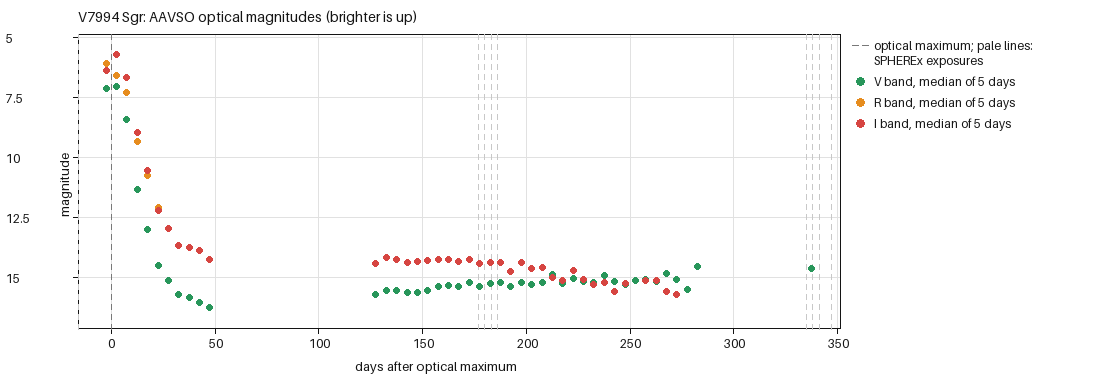 V7994 Sgr: AAVSO optical magnitudes (brighter is up)
5
7.5
10
12.5
15
magnitude
0
50
100
150
200
250
300
350
days after optical maximum
optical maximum; pale lines:
SPHEREx exposures
V band, median of 5 days
R band, median of 5 days
I band, median of 5 days